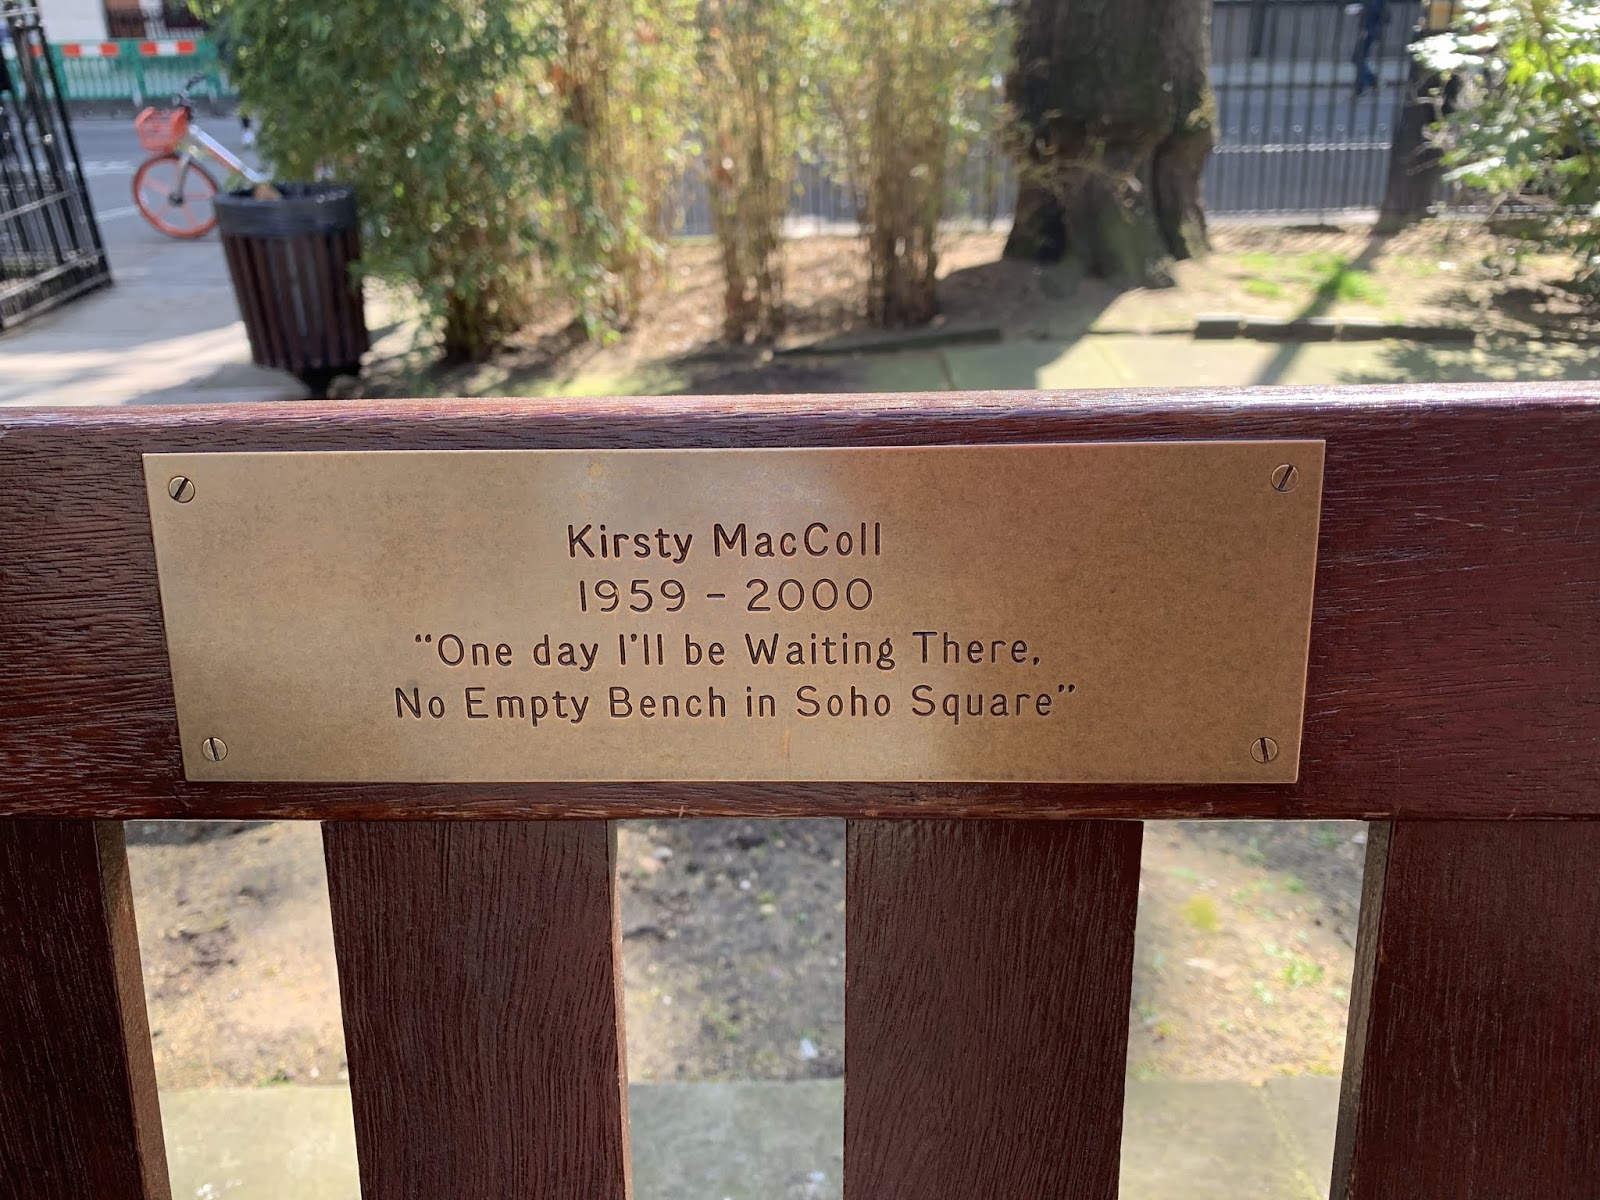 Kirsty MacColl
1959 – 2000
“One day I’ll be Waiting There,
No Empty Bench in Soho Square”